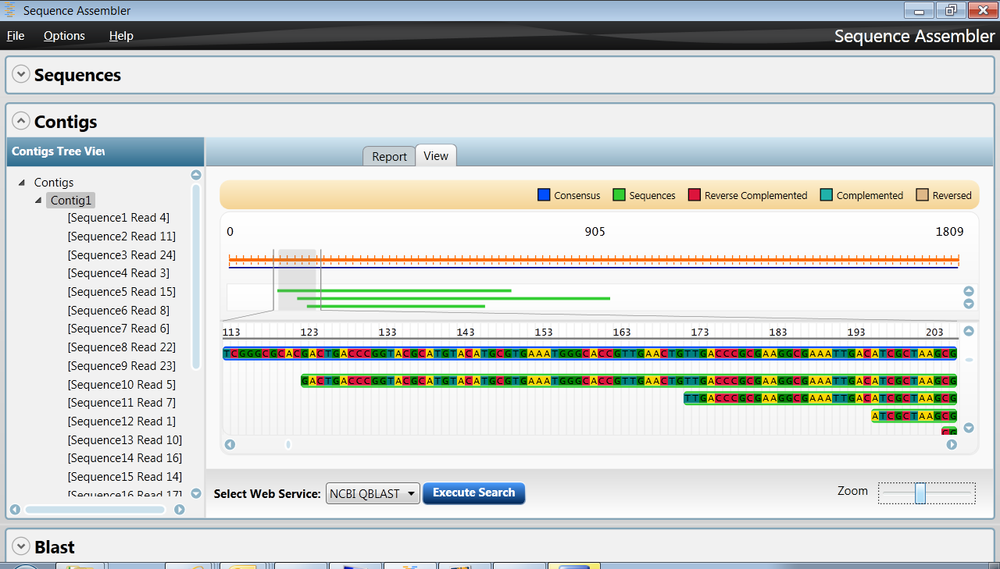 Sequence Assembler
File Options Help
Sequence Assembler
Sequences
Contigs
Contigs Tree Viev
Report View
Contigs
Contig1
[Sequence1 Read 4]
[Sequence2 Read 11]
[Sequence3 Read 24]
[Sequence4 Read 3]
[Sequence5 Read 15]
[Sequence6 Read 8]
[Sequence7 Read 6]
[Sequence8 Read 22]
[Sequence9 Read 23]
[Sequence10 Read 5]
[Sequence11 Read 7]
[Sequence12 Read 1]
[Sequence13 Read 10]
[Sequence14 Read 16]
[Sequence15 Read 14]
[Sequence16 Read 17]
Consensus Sequences Reverse Complemented Complemented Reversed
0 905 1809
113 123 133 143 153 163 173 183 193 203
TCGGGCGCACGACTGACCCGGTACGCATGTACATGCGTGAAATGGGCACCGTTGAACTGTTGACCCGCGAAGGCGAAATTGACATCGCTAAGCG
GACTGACCCGGTACGCATGTACATGCGTGAAATGGGCACCGTTGAACTGTTGACCCGCGAAGGCGAAATTGACATCGCTAAGCG
TTGACCCGCGAAGGCGAAATTGACATCGCTAAGCG
ATCGCTAAGCG
CG
Select Web Service: NCBI QBLAST Execute Search
Zoom
Blast